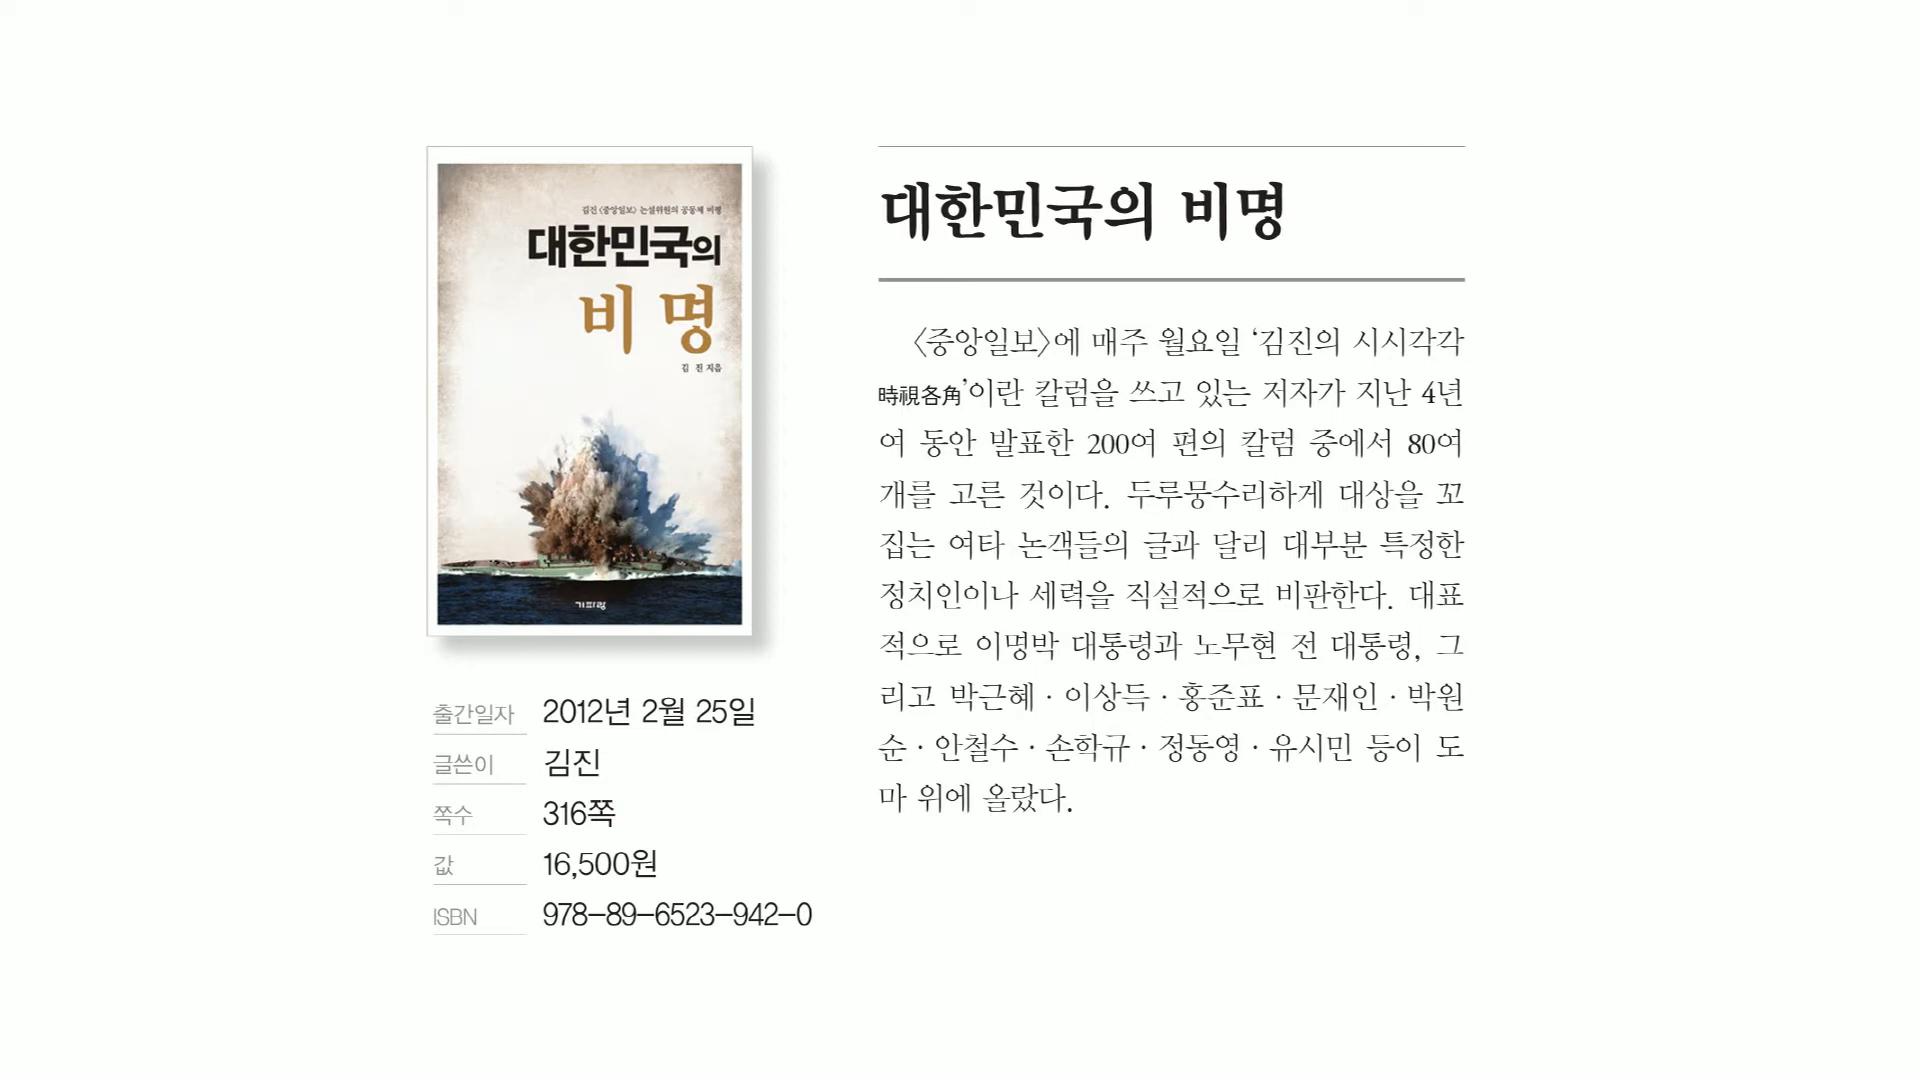 김진 〈중앙일보〉 논설위원의 공동체 비평
대한민국의
비명
김 진 지음
기파랑
출간일자 2012년 2월 25일
글쓴이 김진
쪽수 316쪽
값 16,500원
ISBN 978-89-6523-942-0
대한민국의 비명
〈중앙일보〉에 매주 월요일 ‘김진의 시시각각
時視各角’이란 칼럼을 쓰고 있는 저자가 지난 4년
여 동안 발표한 200여 편의 칼럼 중에서 80여
개를 고른 것이다. 두루뭉수리하게 대상을 꼬
집는 여타 논객들의 글과 달리 대부분 특정한
정치인이나 세력을 직설적으로 비판한다. 대표
적으로 이명박 대통령과 노무현 전 대통령, 그
리고 박근혜 · 이상득 · 홍준표 · 문재인 · 박원
순 · 안철수 · 손학규 · 정동영 · 유시민 등이 도
마 위에 올랐다.